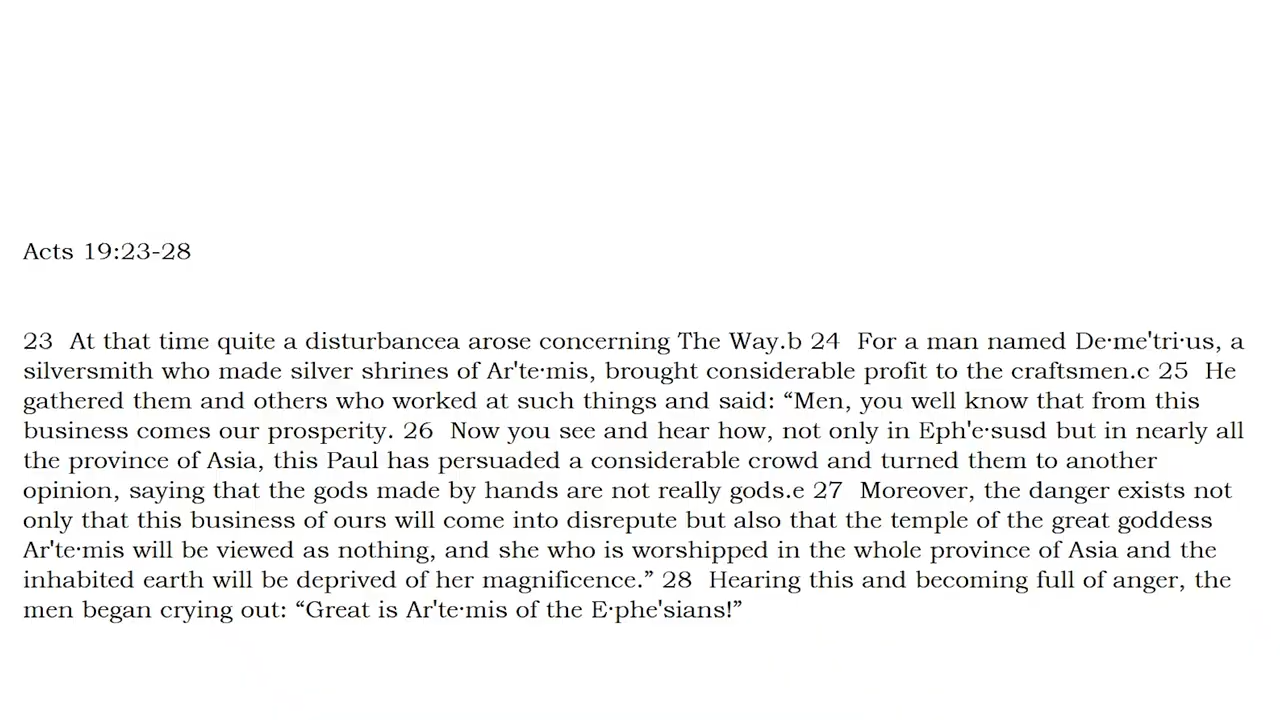 Acts 19:23-28
23  At that time quite a disturbancea arose concerning The Way.b 24  For a man named De·me'tri·us, a
silversmith who made silver shrines of Ar'te·mis, brought considerable profit to the craftsmen.c 25  He
gathered them and others who worked at such things and said: “Men, you well know that from this
business comes our prosperity. 26  Now you see and hear how, not only in Eph'e·susd but in nearly all
the province of Asia, this Paul has persuaded a considerable crowd and turned them to another
opinion, saying that the gods made by hands are not really gods.e 27  Moreover, the danger exists not
only that this business of ours will come into disrepute but also that the temple of the great goddess
Ar'te·mis will be viewed as nothing, and she who is worshipped in the whole province of Asia and the
inhabited earth will be deprived of her magnificence.” 28  Hearing this and becoming full of anger, the
men began crying out: “Great is Ar'te·mis of the E·phe'sians!”